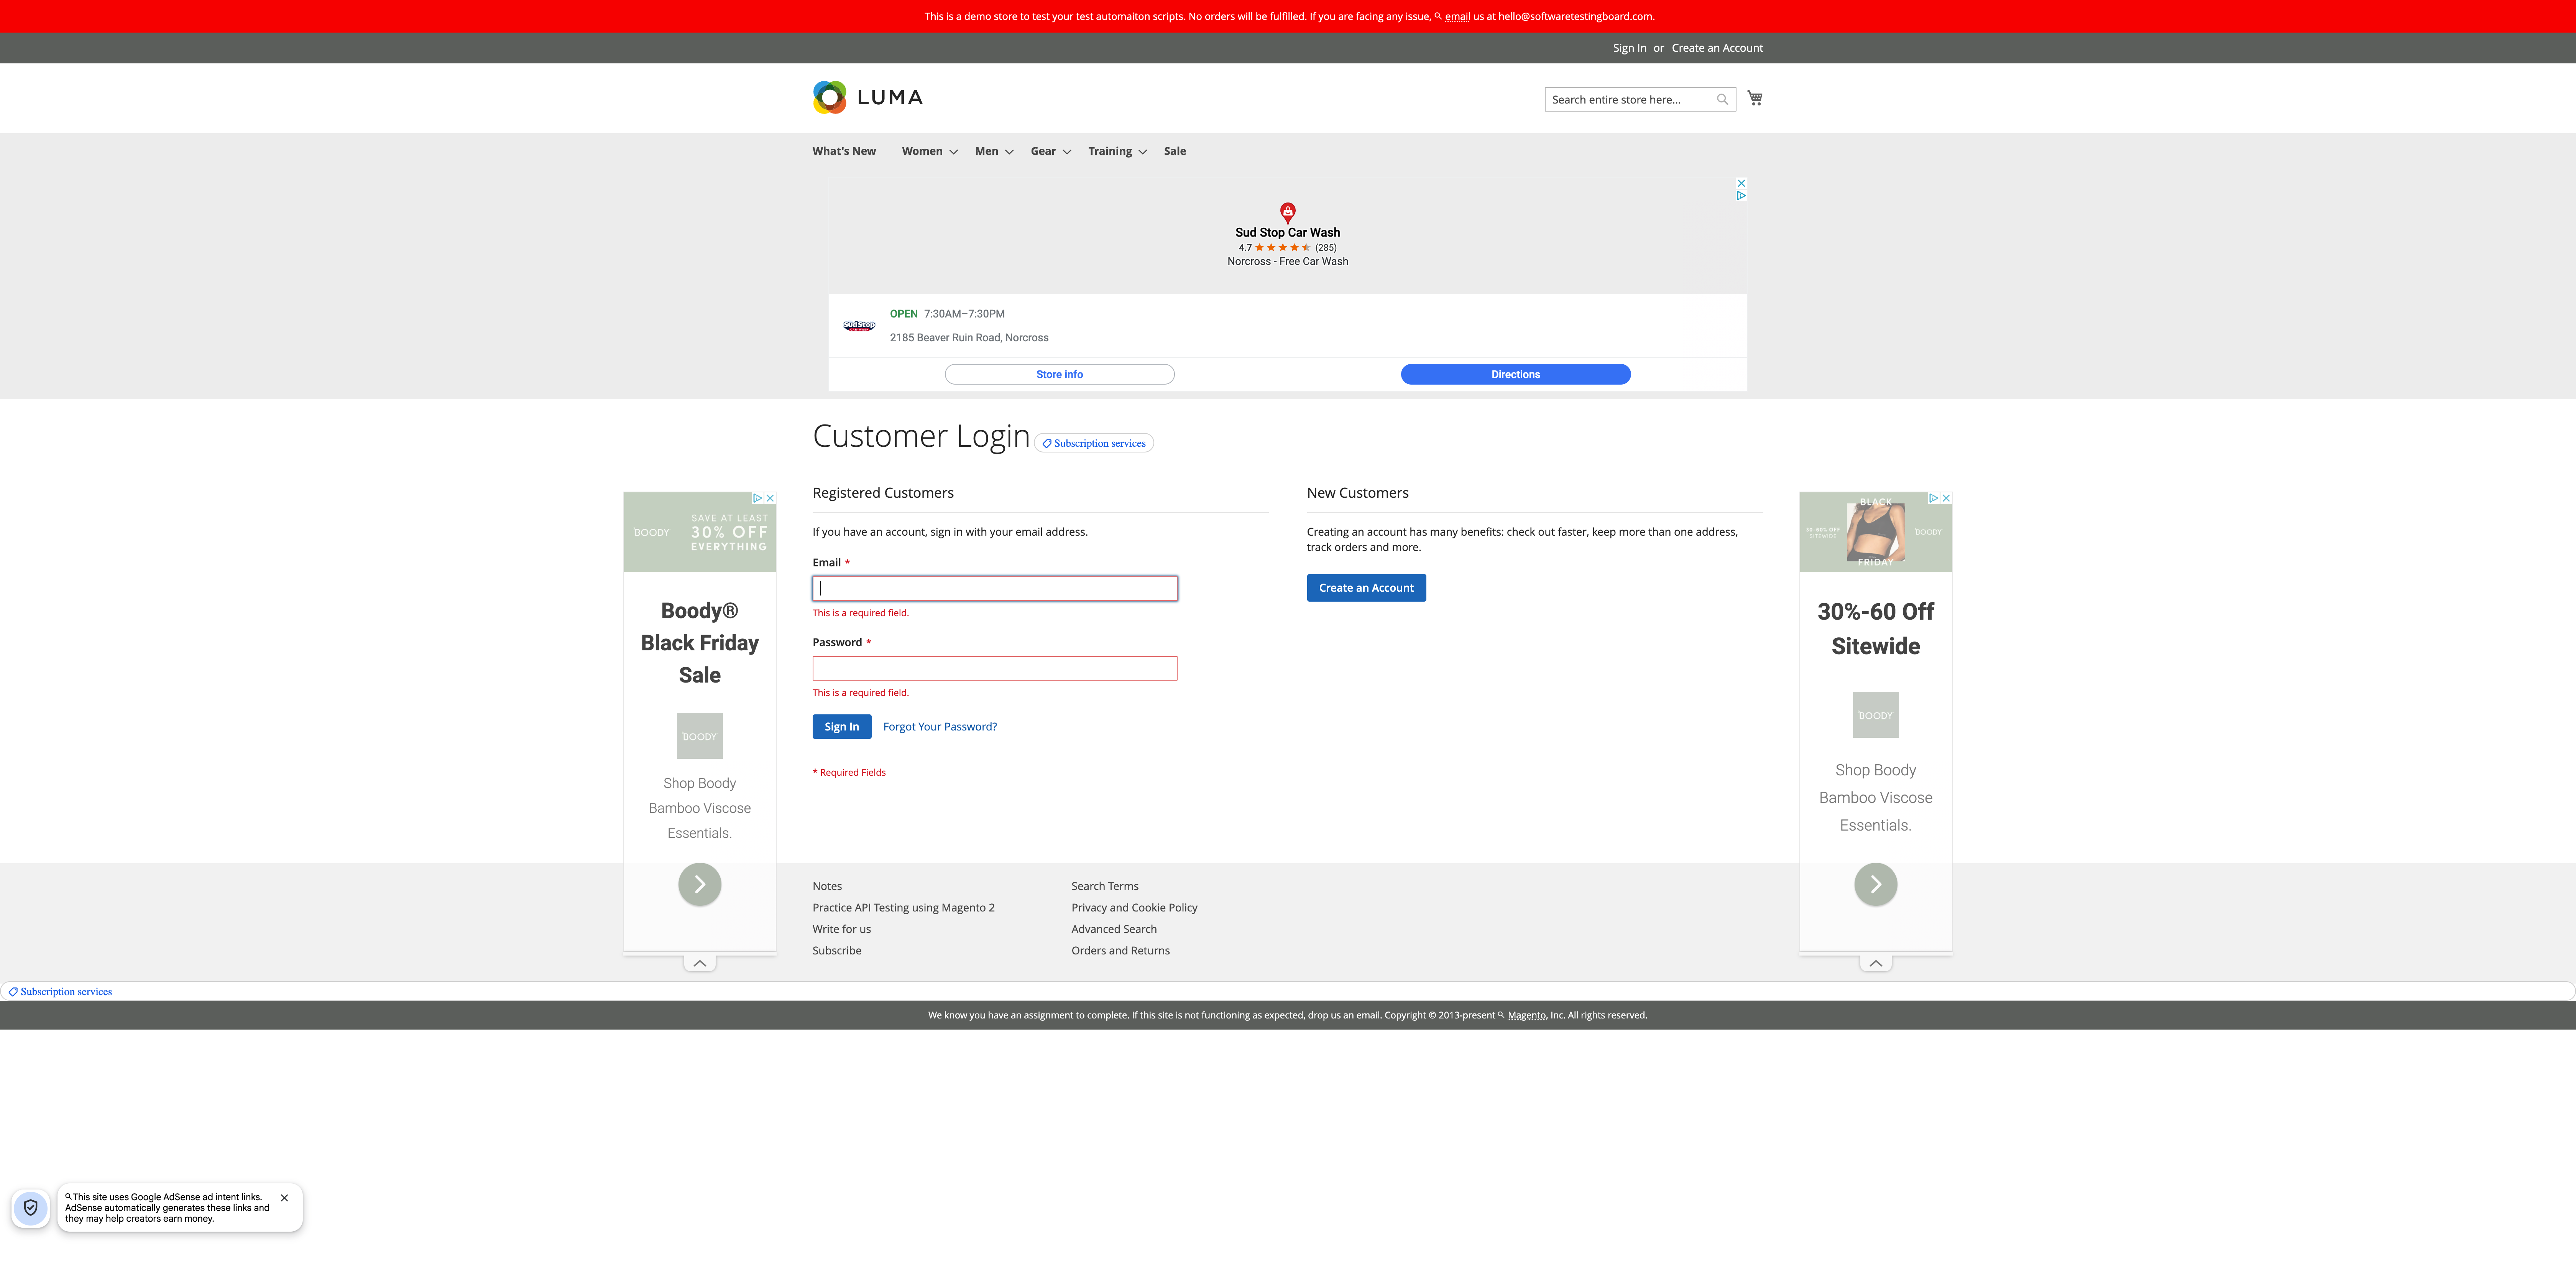 This is a demo store to test your test automaiton scripts. No orders will be fulfilled. If you are facing any issue, email us at hello@softwaretestingboard.com.
Sign In or Create an Account
LUMA
Search entire store here...
What's New Women Men Gear Training Sale
Sud Stop Car Wash
4.7 (285)
Norcross - Free Car Wash
SudStop
OPEN 7:30AM–7:30PM
2185 Beaver Ruin Road, Norcross
Store info Directions
Customer Login Subscription services
Registered Customers
If you have an account, sign in with your email address.
Email *
This is a required field.
Password *
This is a required field.
Sign In Forgot Your Password?
* Required Fields
New Customers
Creating an account has many benefits: check out faster, keep more than one address,
track orders and more.
Create an Account
BOODY
SAVE AT LEAST
30% OFF
EVERYTHING
Boody®
Black Friday
Sale
BOODY
Shop Boody
Bamboo Viscose
Essentials.
BLACK
30-60% OFF
SITEWIDE
BOODY
FRIDAY
30%-60 Off
Sitewide
BOODY
Shop Boody
Bamboo Viscose
Essentials.
Notes
Practice API Testing using Magento 2
Write for us
Subscribe
Search Terms
Privacy and Cookie Policy
Advanced Search
Orders and Returns
Subscription services
We know you have an assignment to complete. If this site is not functioning as expected, drop us an email. Copyright © 2013-present Magento, Inc. All rights reserved.
This site uses Google AdSense ad intent links.
AdSense automatically generates these links and
they may help creators earn money.